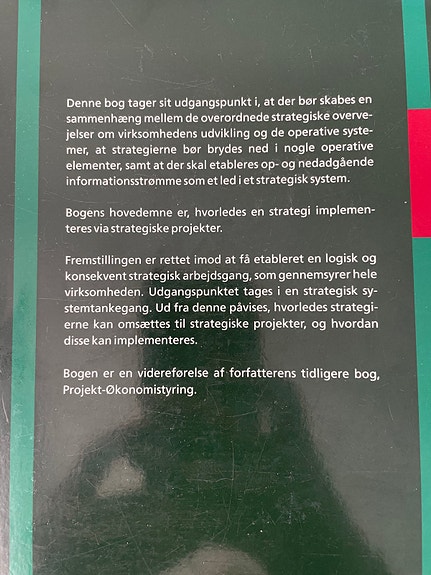 Denne bog tager sit udgangspunkt i, at der bør skabes en
sammenhæng mellem de overordnede strategiske overve-
jelser om virksomhedens udvikling og de operative syste-
mer, at strategierne bør brydes ned i nogle operative
elementer, samt at der skal etableres op- og nedadgående
informationsstrømme som et led i et strategisk system.
Bogens hovedemne er, hvorledes en strategi implemen-
teres via strategiske projekter.
Fremstillingen er rettet imod at få etableret en logisk og
konsekvent strategisk arbejdsgang, som gennemsyrer hele
virksomheden. Udgangspunktet tages i en strategisk sy-
stemtankegang. Ud fra denne påvises, hvorledes strategi-
erne kan omsættes til strategiske projekter, og hvordan
disse kan implementeres.
Bogen er en videreførelse af forfatterens tidligere bog,
Projekt-Økonomistyring.